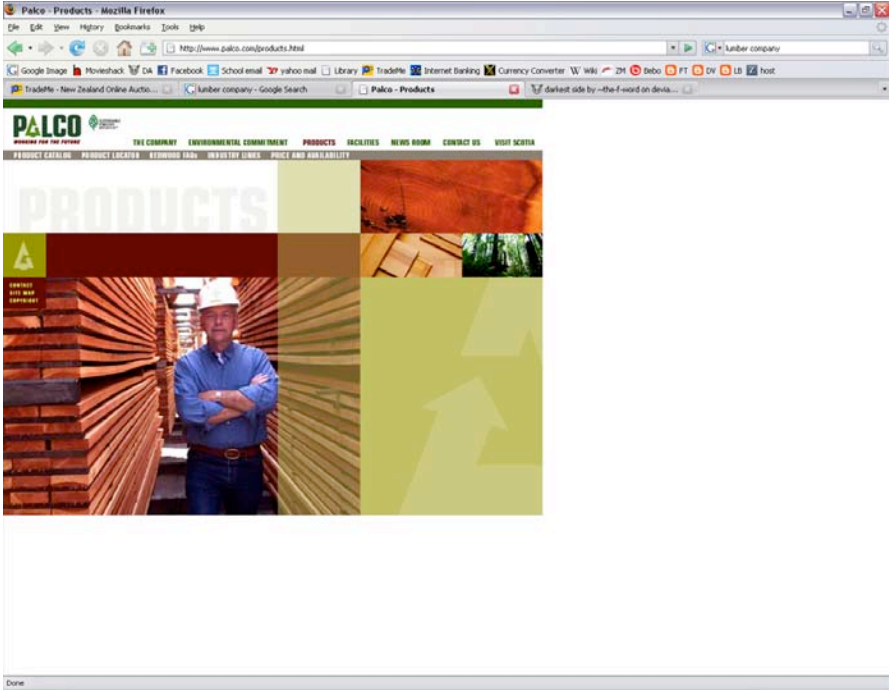 Palco - Products - Mozilla Firefox
File Edit View History Bookmarks Tools Help
http://www.palco.com/products.html
lumber company
Google Image Movieshack DA Facebook School email yahoo mail Library TradeMe Internet Banking Currency Converter Wiki ZM Bebo FT DV LB host
TradeMe - New Zealand Online Auctio...
lumber company - Google Search
Palco - Products
darkest side by ~the-f-word on devia...
PALCO
WORKING FOR THE FUTURE
THE COMPANY ENVIRONMENTAL COMMITMENT PRODUCTS FACILITIES NEWS ROOM CONTACT US VISIT SCOTIA
PRODUCT CATALOG PRODUCT LOCATOR REDWOOD FAQs INDUSTRY LINKS PRICE AND AVAILABILITY
PRODUCTS
CONTACT
SITE MAP
COPYRIGHT
Done